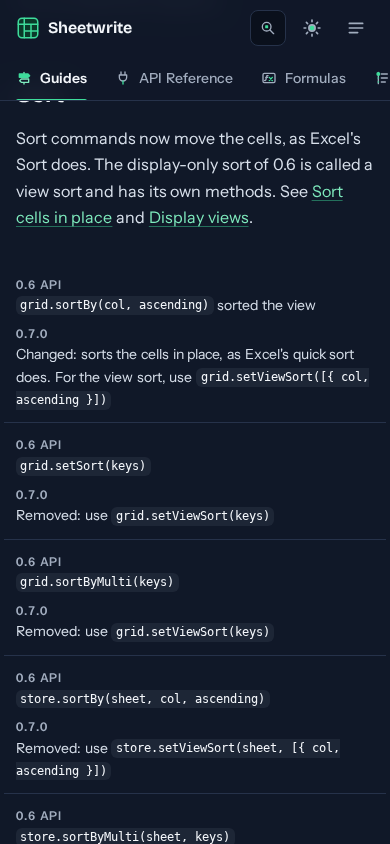 Sheetwrite
Guides
API Reference
Formulas
Sort
Sort commands now move the cells, as Excel's
Sort does. The display-only sort of 0.6 is called a
view sort and has its own methods. See Sort
cells in place and Display views.
0.6 API
grid.sortBy(col, ascending) sorted the view
0.7.0
Changed: sorts the cells in place, as Excel's quick sort
does. For the view sort, use grid.setViewSort([{ col,
ascending }])
0.6 API
grid.setSort(keys)
0.7.0
Removed: use grid.setViewSort(keys)
0.6 API
grid.sortByMulti(keys)
0.7.0
Removed: use grid.setViewSort(keys)
0.6 API
store.sortBy(sheet, col, ascending)
0.7.0
Removed: use store.setViewSort(sheet, [{ col,
ascending }])
0.6 API
store.sortByMulti(sheet, keys)